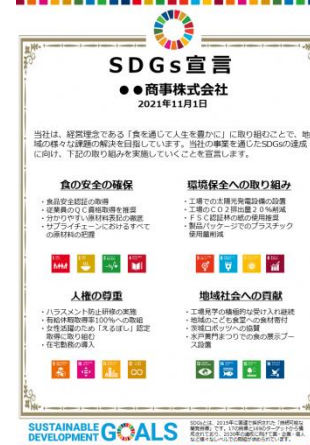 SDGs宣言
●●商事株式会社
2021年11月1日
当社は、経営理念である「食を通じて人生を豊かに」に取り組むことで、地
域の様々な課題の解決を目指しています。当社の事業を通じたSDGsの達成
に向け、下記の取り組みを実施していくことを宣言します。
食の安全の確保
・食品安全認証の取得
・従業員のQC資格取得を推奨
・分かりやすい原材料表記の徹底
・サプライチェーンにおけるすべて
の原材料の把握
環境保全への取り組み
・工場での太陽光発電設備の設置
・工場のCO2排出量20%削減
・FSC認証林の紙の使用推奨
・製品パッケージでのプラスチック
使用量削減
人権の尊重
・ハラスメント防止研修の実施
・有給休暇取得率100%への取組
・女性活躍のため「えるぼし」認定
取得に取り組む
・在宅勤務の導入
地域社会への貢献
・工場見学の積極的な受け入れ継続
・地域のこども食堂への食材寄付
・茨城ロボッツへの協賛
・水戸黄門まつりでの食の展示ブー
ス設置
SUSTAINABLE
DEVELOPMENT
GOALS